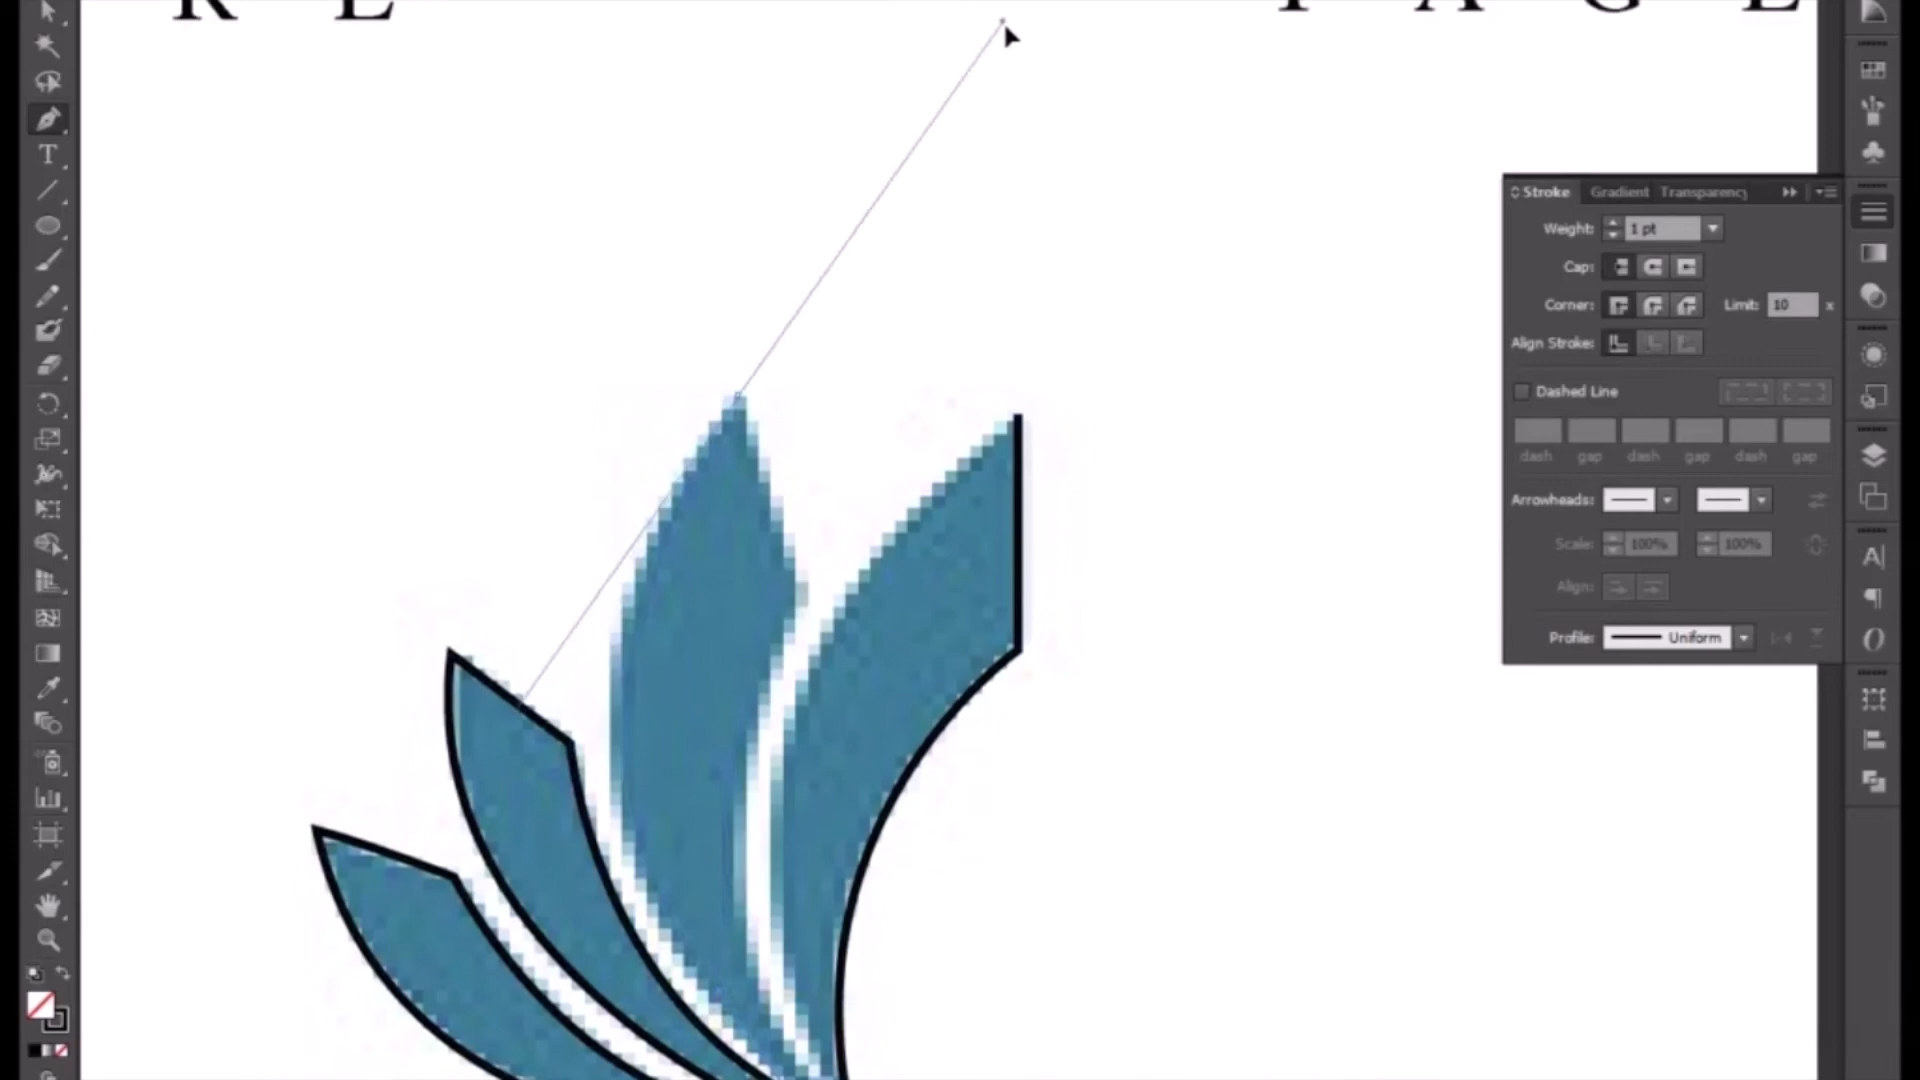 R E P A G E
Stroke Gradient Transparency
Weight: 1 pt
Cap:
Corner: Limit: 10 x
Align Stroke:
Dashed Line
dash gap dash gap dash gap
Arrowheads:
Scale: 100% 100%
Align:
Profile: Uniform